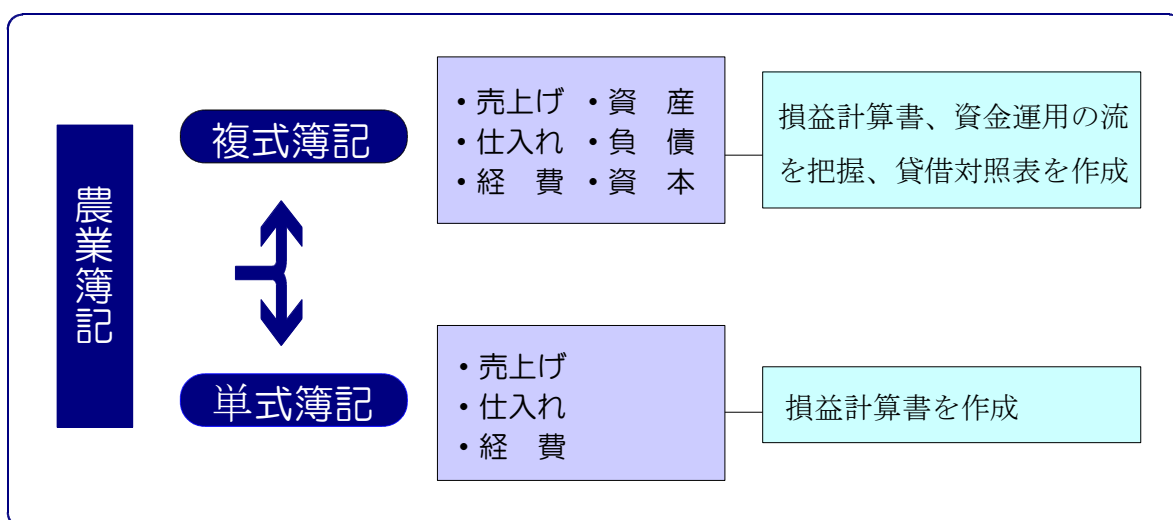 農業簿記
複式簿記
・売上げ ・資　産
・仕入れ ・負　債
・経　費 ・資　本
損益計算書、資金運用の流
を把握、貸借対照表を作成
単式簿記
・売上げ
・仕入れ
・経　費
損益計算書を作成